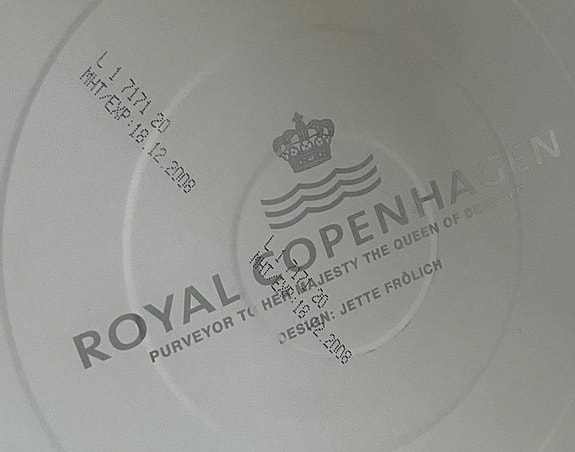 L 1 7171 20
MHT/EXP:18.12.2008
ROYAL COPENHAGEN
PURVEYOR TO HER MAJESTY THE QUEEN OF DENMARK
DESIGN: JETTE FRÖLICH
L 1 7171 20
MHT/EXP:18.12.2008